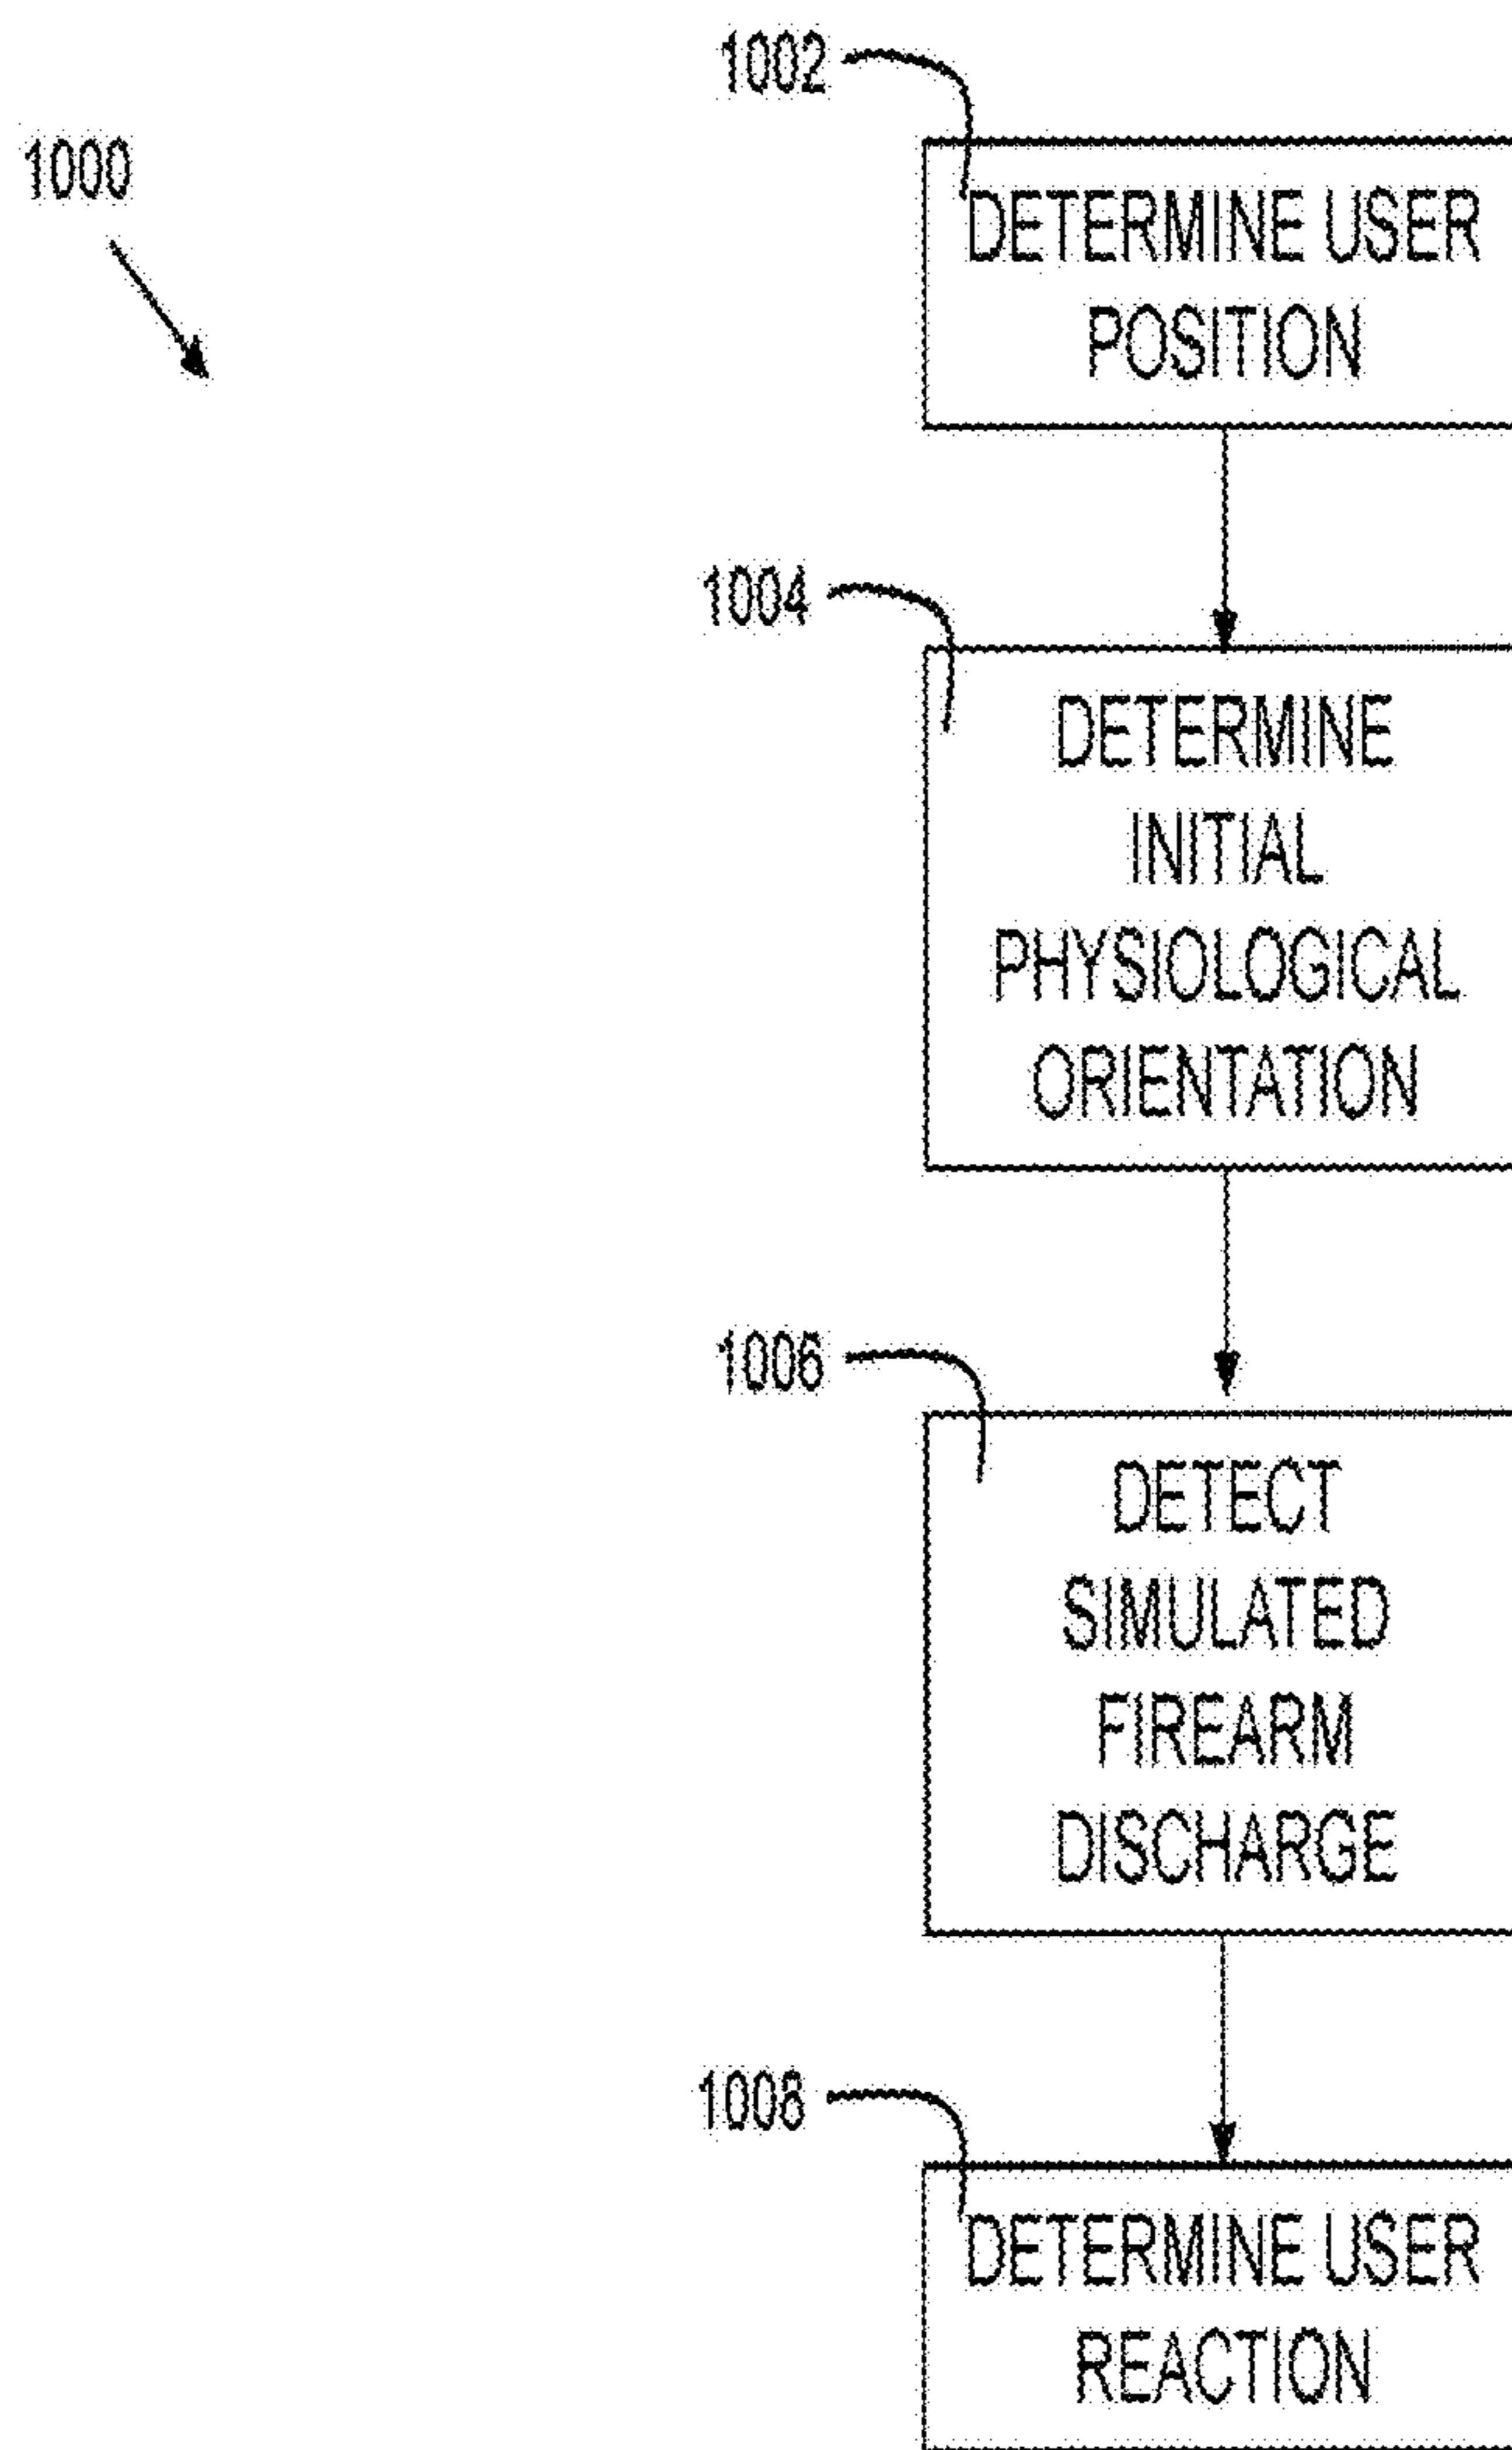 1002
1000
DETERMINE USER
POSITION
1004
DETERMINE
INITIAL
PHYSIOLOGICAL
ORIENTATION
1006
DETECT
SIMULATED
FIREARM
DISCHARGE
1008
DETERMINE USER
REACTION